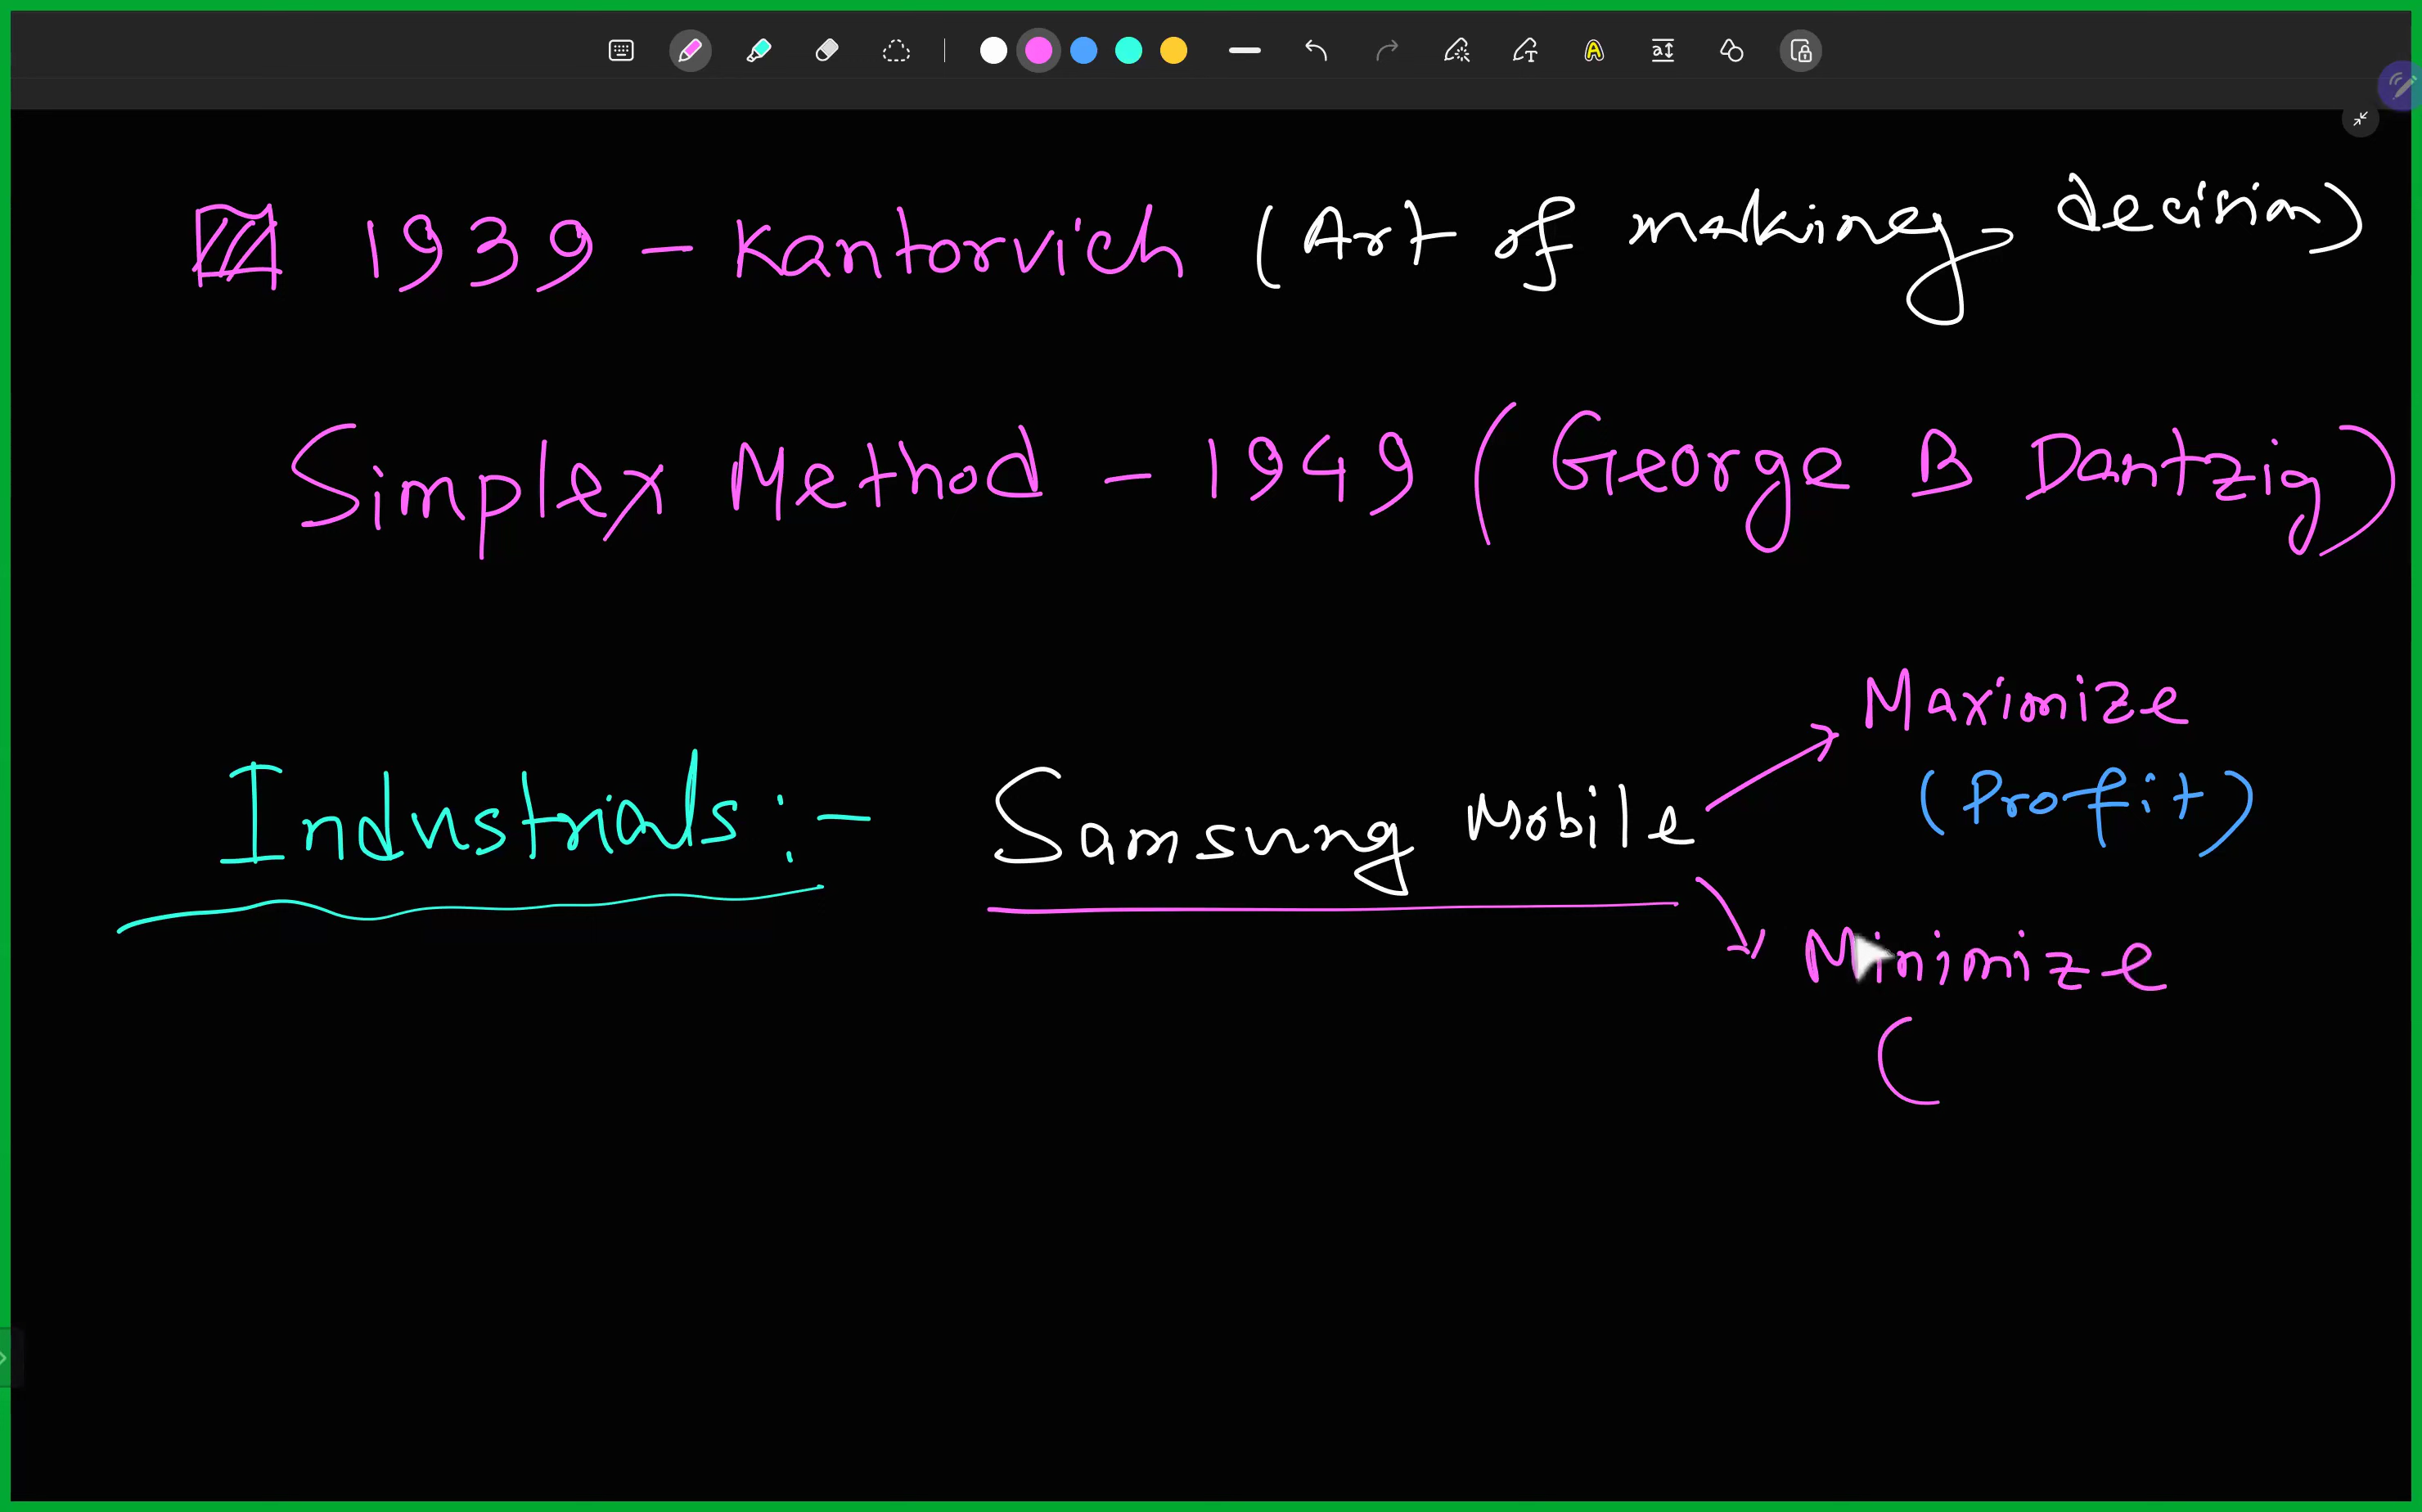 1939 - Kantorvich (Art of making decision)
Simplex Method - 1949 (George B Dantzig)
Maximize
(Profit)
Industrials :- Samsung Mobile
Minimize
(